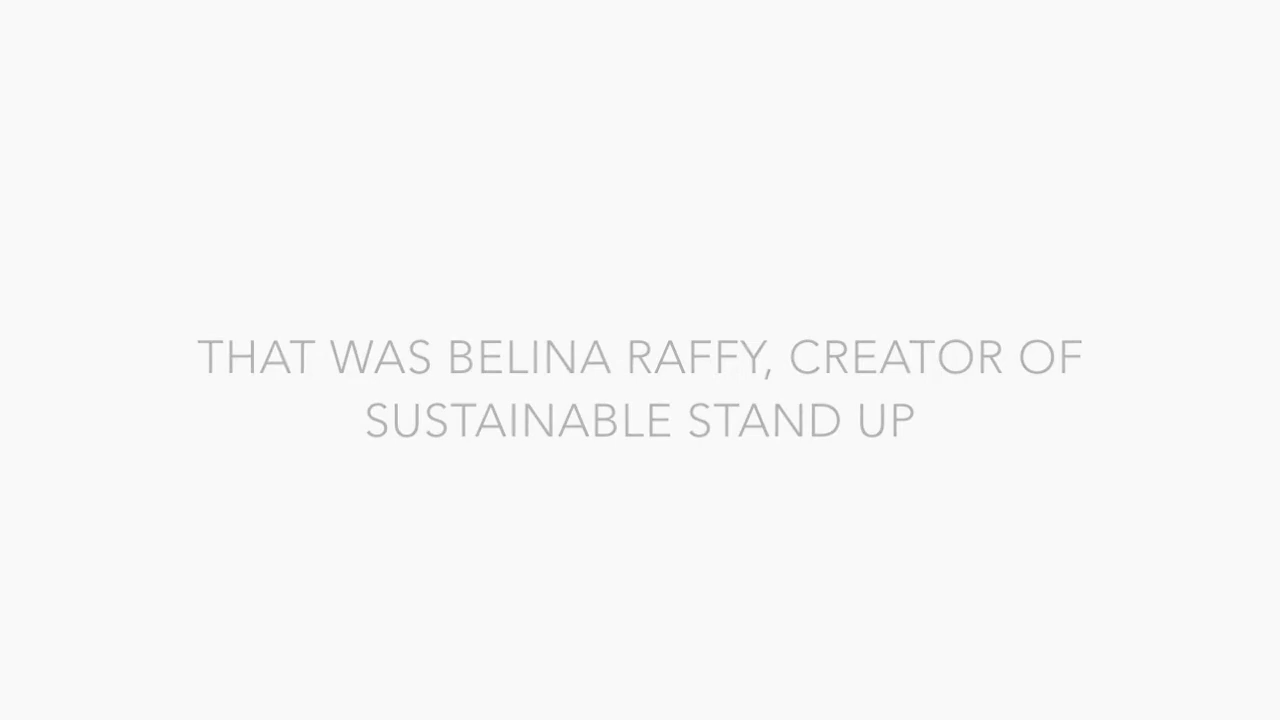 THAT WAS BELINA RAFFY, CREATOR OF
SUSTAINABLE STAND UP